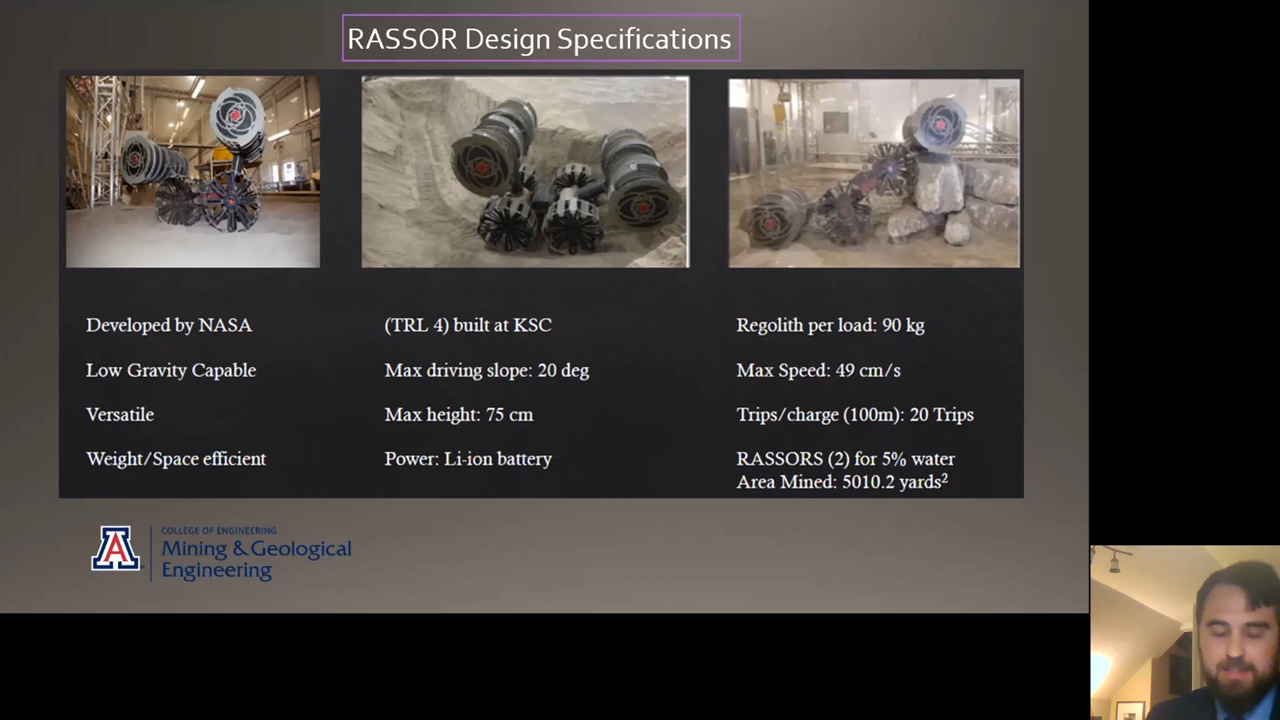 RASSOR Design Specifications
Developed by NASA
Low Gravity Capable
Versatile
Weight/Space efficient
(TRL 4) built at KSC
Max driving slope: 20 deg
Max height: 75 cm
Power: Li-ion battery
Regolith per load: 90 kg
Max Speed: 49 cm/s
Trips/charge (100m): 20 Trips
RASSORS (2) for 5% water
Area Mined: 5010.2 yards²
A
COLLEGE OF ENGINEERING
Mining & Geological
Engineering